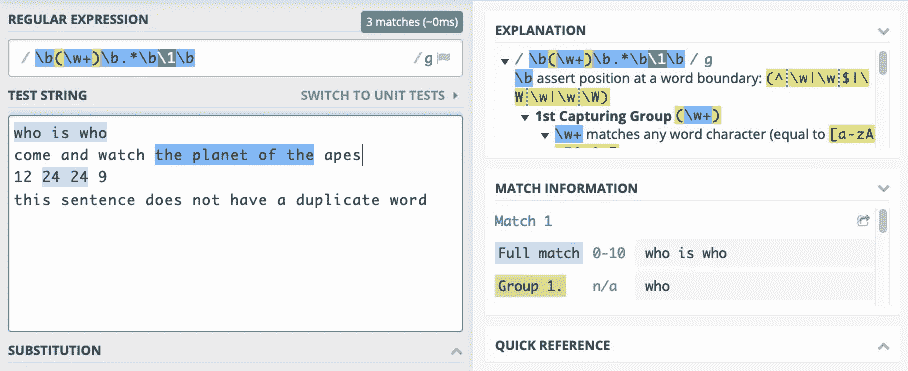 REGULAR EXPRESSION
3 matches (~0ms)
/ \b(\w+)\b.*\b\1\b
/ g
TEST STRING
SWITCH TO UNIT TESTS
who is who
come and watch the planet of the apes
12 24 24 9
this sentence does not have a duplicate word
SUBSTITUTION
EXPLANATION
/ \b(\w+)\b.*\b\1\b / g
\b assert position at a word boundary: (^\w|\w$|\
W\w|\w\W)
1st Capturing Group (\w+)
\w+ matches any word character (equal to [a-zA
MATCH INFORMATION
Match 1
Full match 0-10 who is who
Group 1. n/a who
QUICK REFERENCE